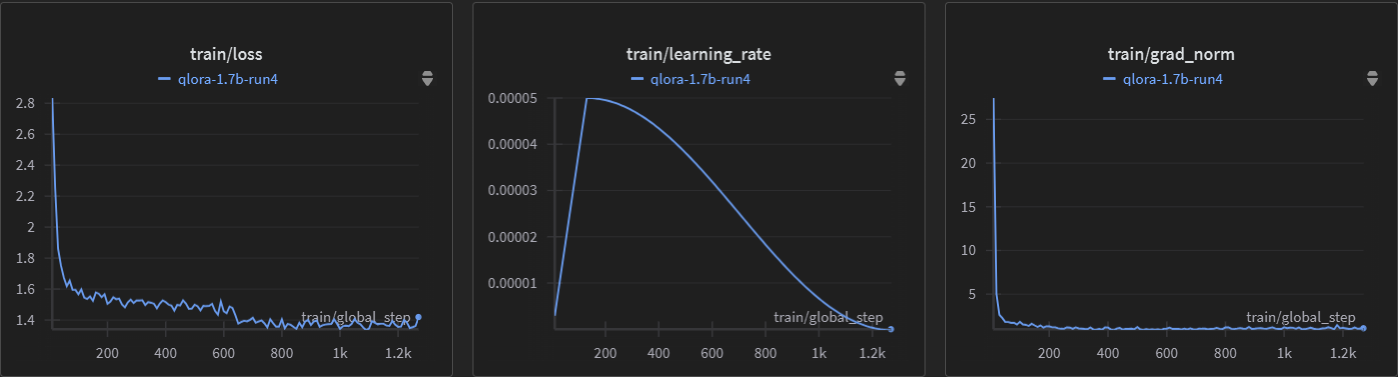 train/loss
qlora-1.7b-run4
2.8
2.6
2.4
2.2
2
1.8
1.6
1.4
train/global_step
200 400 600 800 1k 1.2k
train/learning_rate
qlora-1.7b-run4
0.00005
0.00004
0.00003
0.00002
0.00001
train/global_step
200 400 600 800 1k 1.2k
train/grad_norm
qlora-1.7b-run4
25
20
15
10
5
train/global_step
200 400 600 800 1k 1.2k